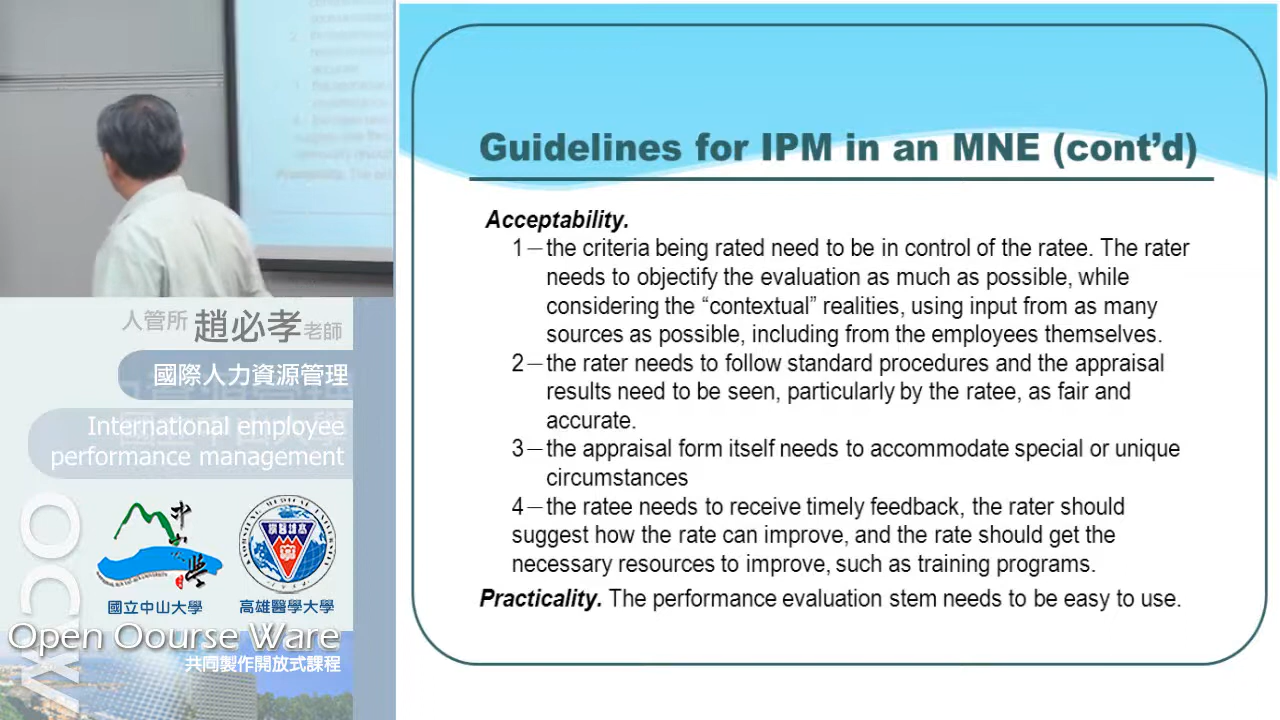 Guidelines for IPM in an MNE (cont’d)
Acceptability.
1－the criteria being rated need to be in control of the ratee. The rater
needs to objectify the evaluation as much as possible, while
considering the “contextual” realities, using input from as many
sources as possible, including from the employees themselves.
2－the rater needs to follow standard procedures and the appraisal
results need to be seen, particularly by the ratee, as fair and
accurate.
3－the appraisal form itself needs to accommodate special or unique
circumstances
4－the ratee needs to receive timely feedback, the rater should
suggest how the rate can improve, and the rate should get the
necessary resources to improve, such as training programs.
Practicality. The performance evaluation stem needs to be easy to use.
人管所 趙必孝老師
國際人力資源管理
International employee
performance management
OCW
中山大學
KAOHSIUNG MEDICAL UNIVERSITY
國立中山大學
高雄醫學大學
Open Oourse Ware
共同製作開放式課程